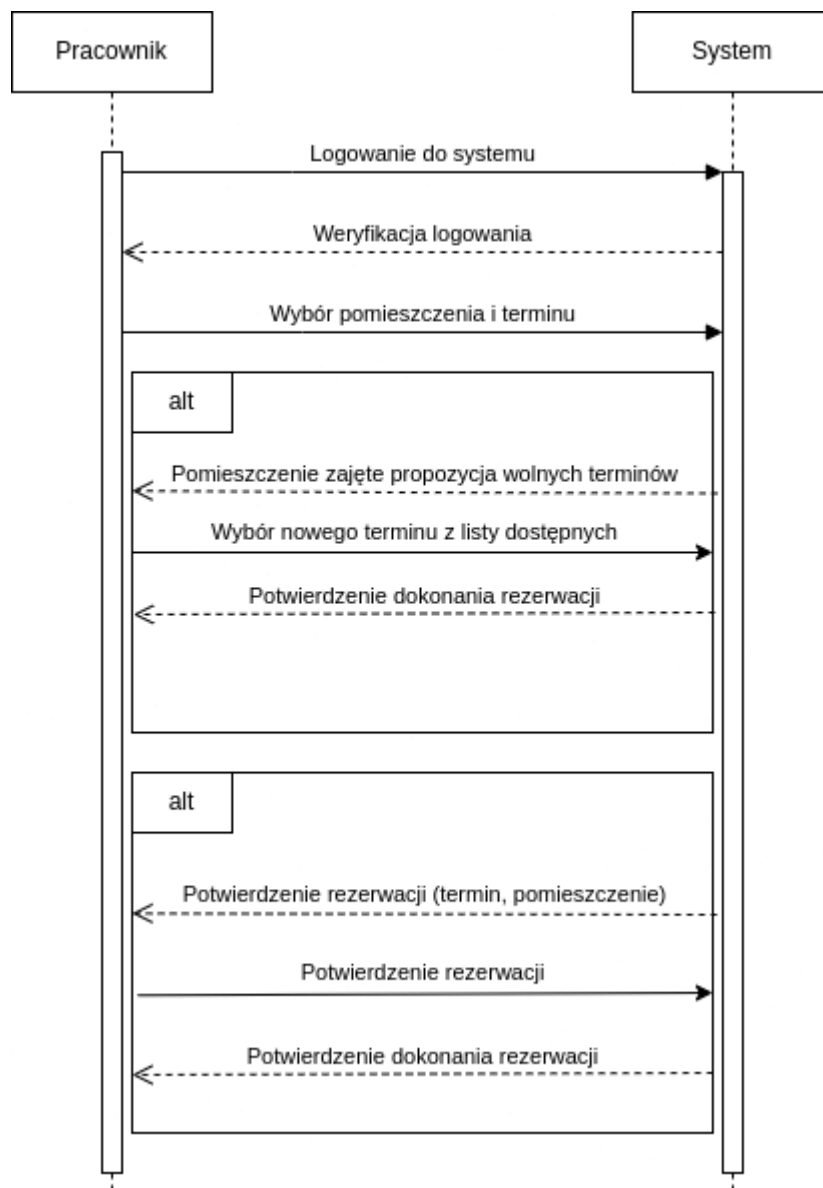 Pracownik
System
Logowanie do systemu
Weryfikacja logowania
Wybór pomieszczenia i terminu
alt
Pomieszczenie zajęte propozycja wolnych terminów
Wybór nowego terminu z listy dostępnych
Potwierdzenie dokonania rezerwacji
alt
Potwierdzenie rezerwacji (termin, pomieszczenie)
Potwierdzenie rezerwacji
Potwierdzenie dokonania rezerwacji